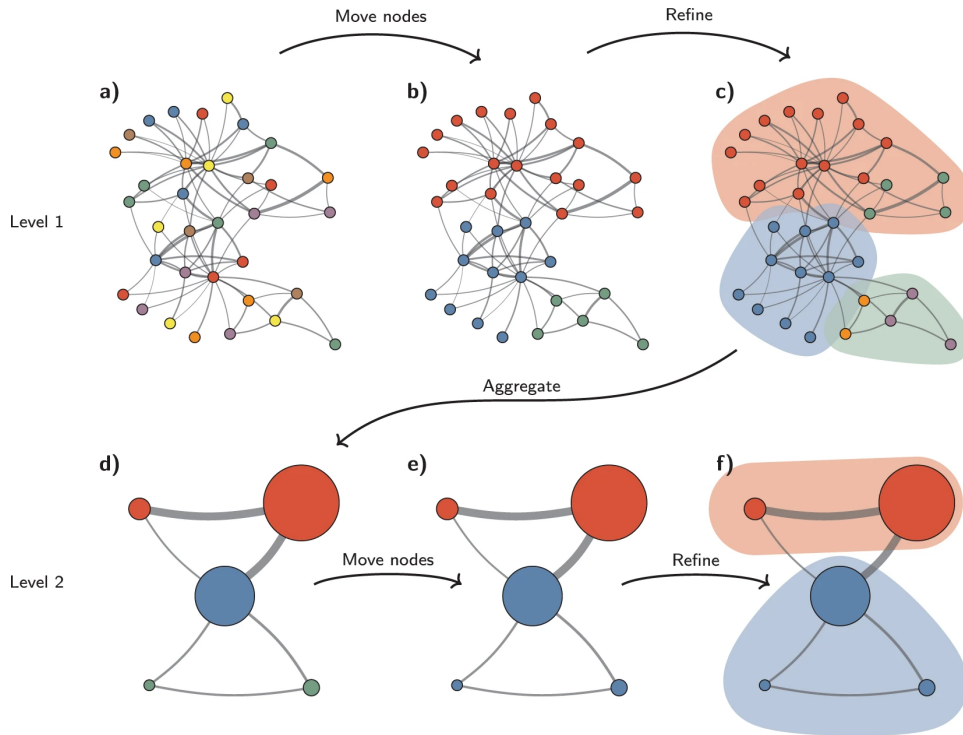 Move nodes
Refine
a)
b)
c)
Level 1
Aggregate
d)
e)
f)
Move nodes
Refine
Level 2